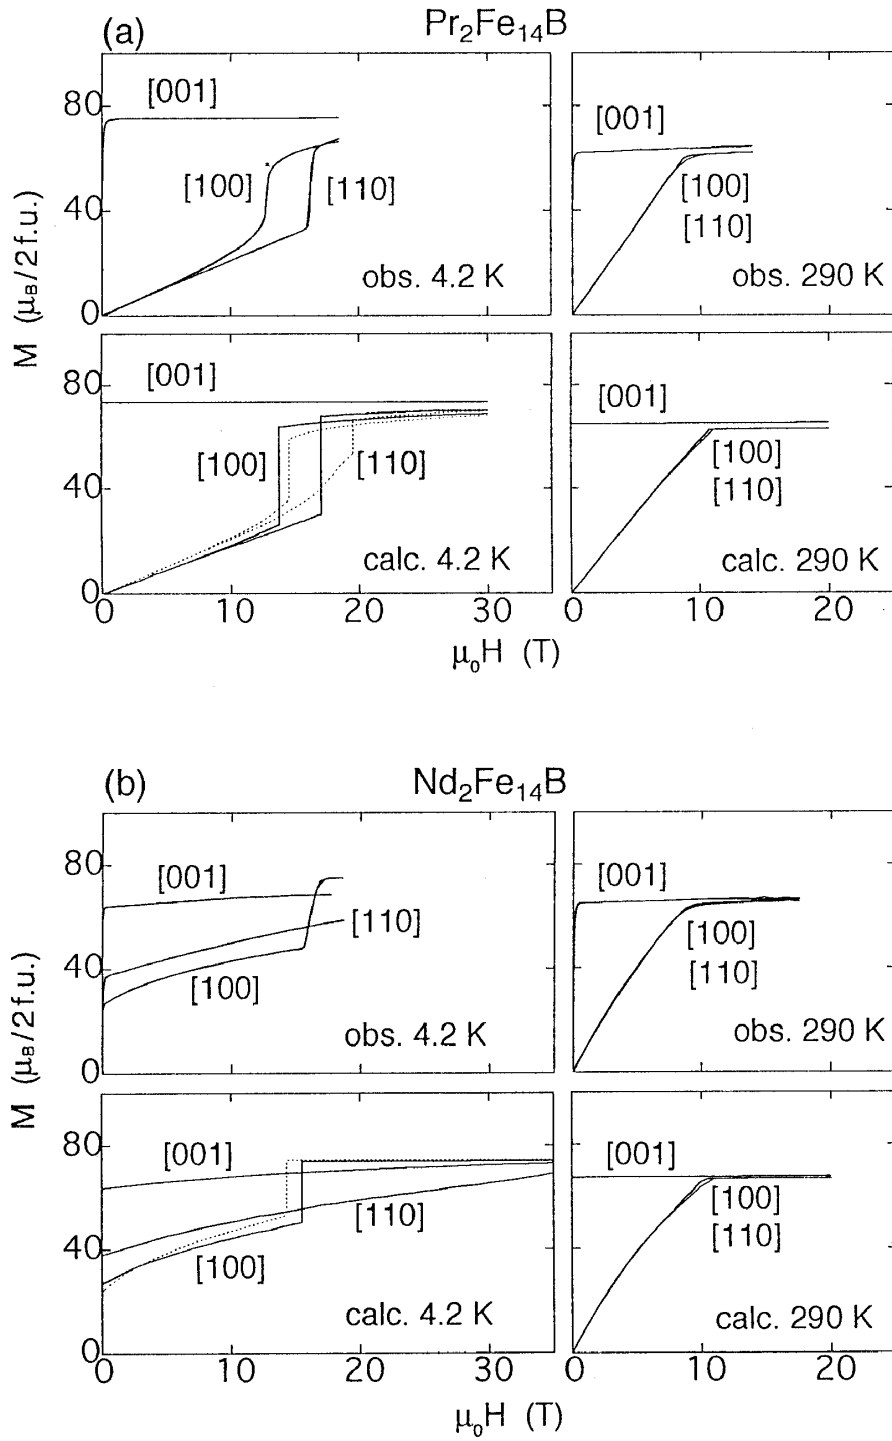 (a) Pr₂Fe₁₄B
80
40
0
[001]
[100]
[110]
obs. 4.2 K
[001]
[100]
[110]
obs. 290 K
M (μB/2f.u.)
80
40
0
[001]
[100]
[110]
calc. 4.2 K
[001]
[100]
[110]
calc. 290 K
0 10 20 30 0 10 20
μ₀H (T)
(b) Nd₂Fe₁₄B
80
40
0
[001]
[110]
[100]
obs. 4.2 K
[100]
[110]
obs. 290 K
M (μB/2f.u.)
80
40
0
[001]
[110]
[100]
calc. 4.2 K
[001]
[100]
[110]
calc. 290 K
0 10 20 30 0 10 20
μ₀H (T)